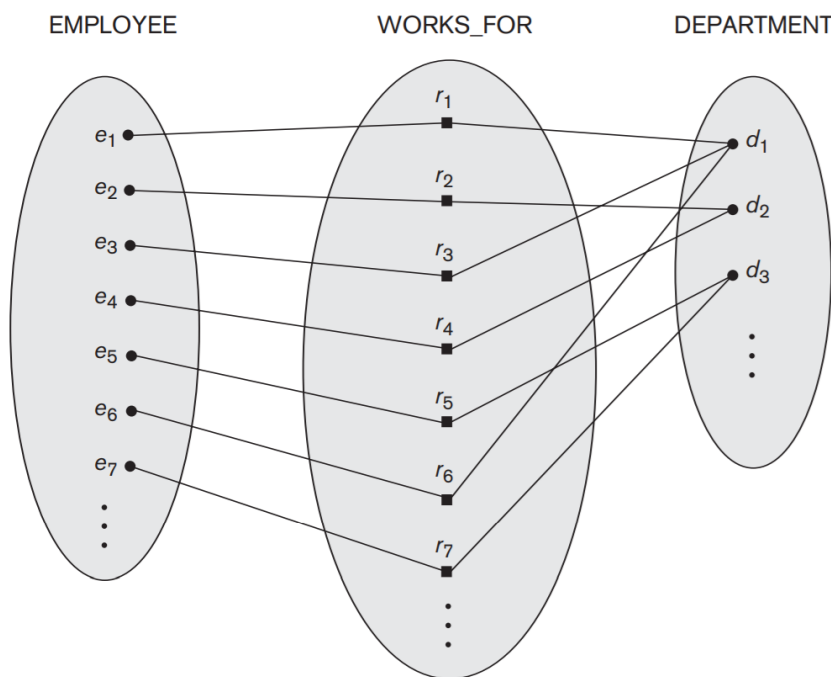 EMPLOYEE WORKS_FOR DEPARTMENT
e1
e2
e3
e4
e5
e6
e7
r1
r2
r3
r4
r5
r6
r7
d1
d2
d3